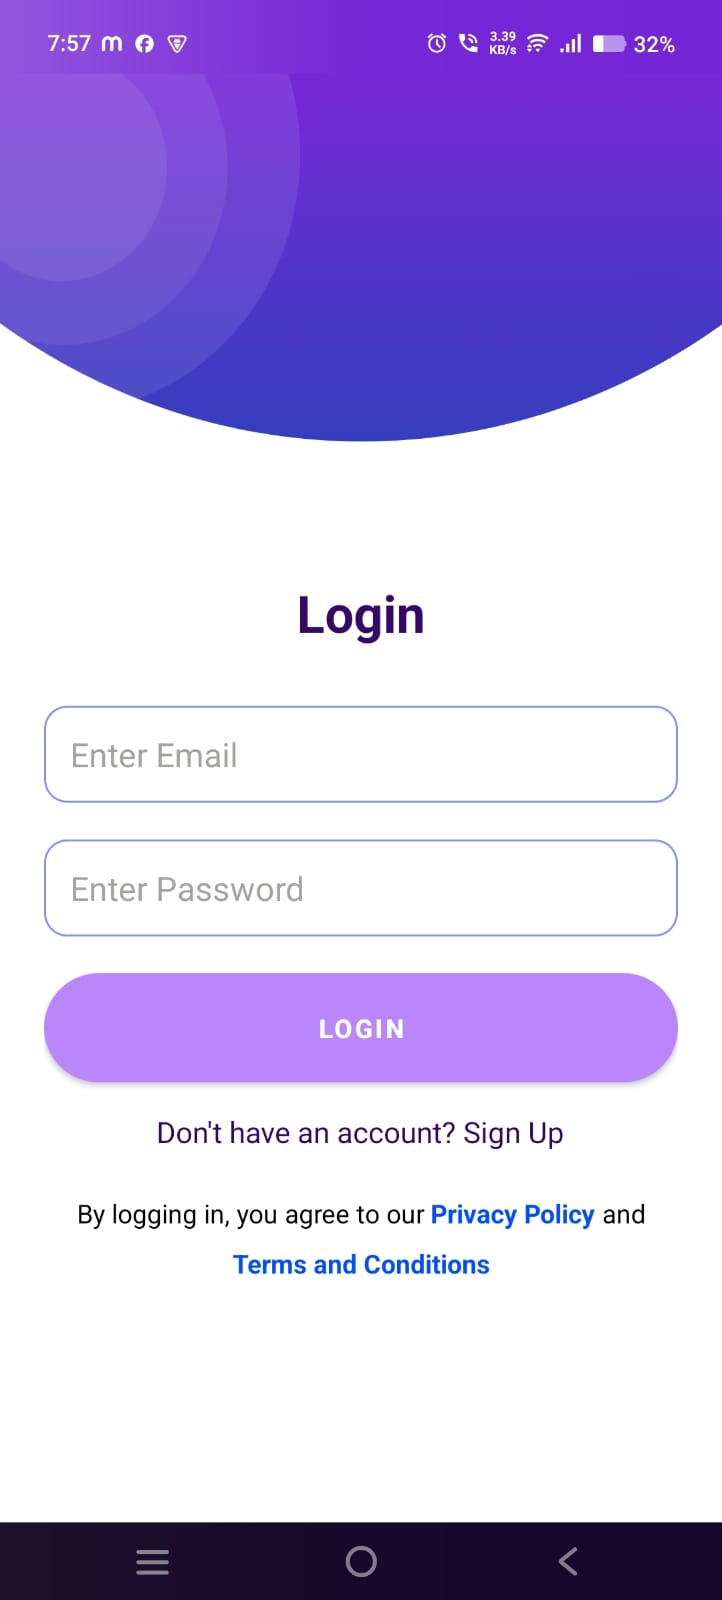 7:57
3.39
KB/s
32%
Login
Enter Email
Enter Password
LOGIN
Don't have an account? Sign Up
By logging in, you agree to our Privacy Policy and
Terms and Conditions